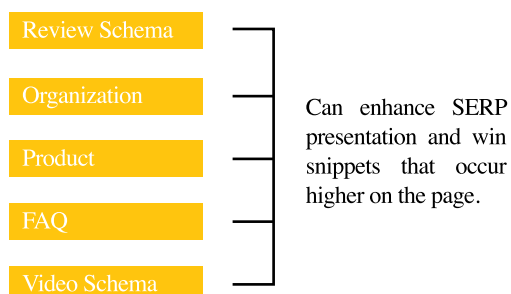 Review Schema
Organization
Product
FAQ
Video Schema
Can enhance SERP
presentation and win
snippets that occur
higher on the page.